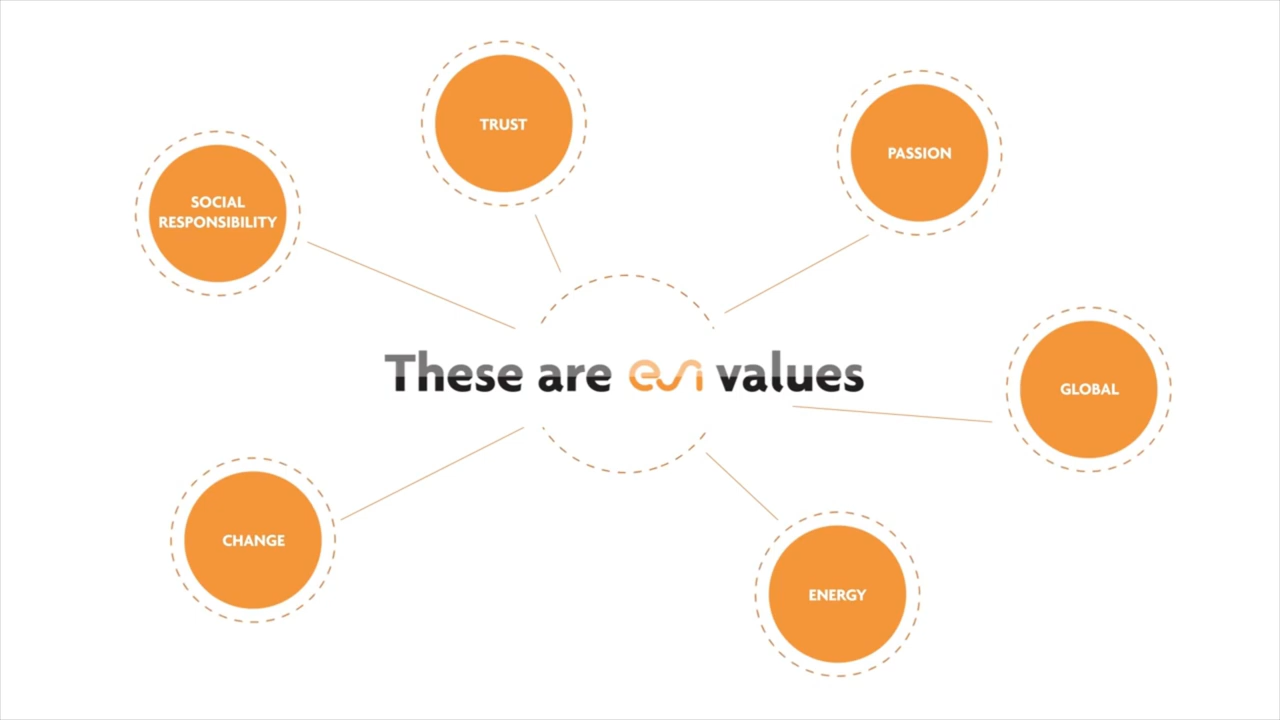 TRUST
PASSION
SOCIAL
RESPONSIBILITY
These are esi values
GLOBAL
CHANGE
ENERGY